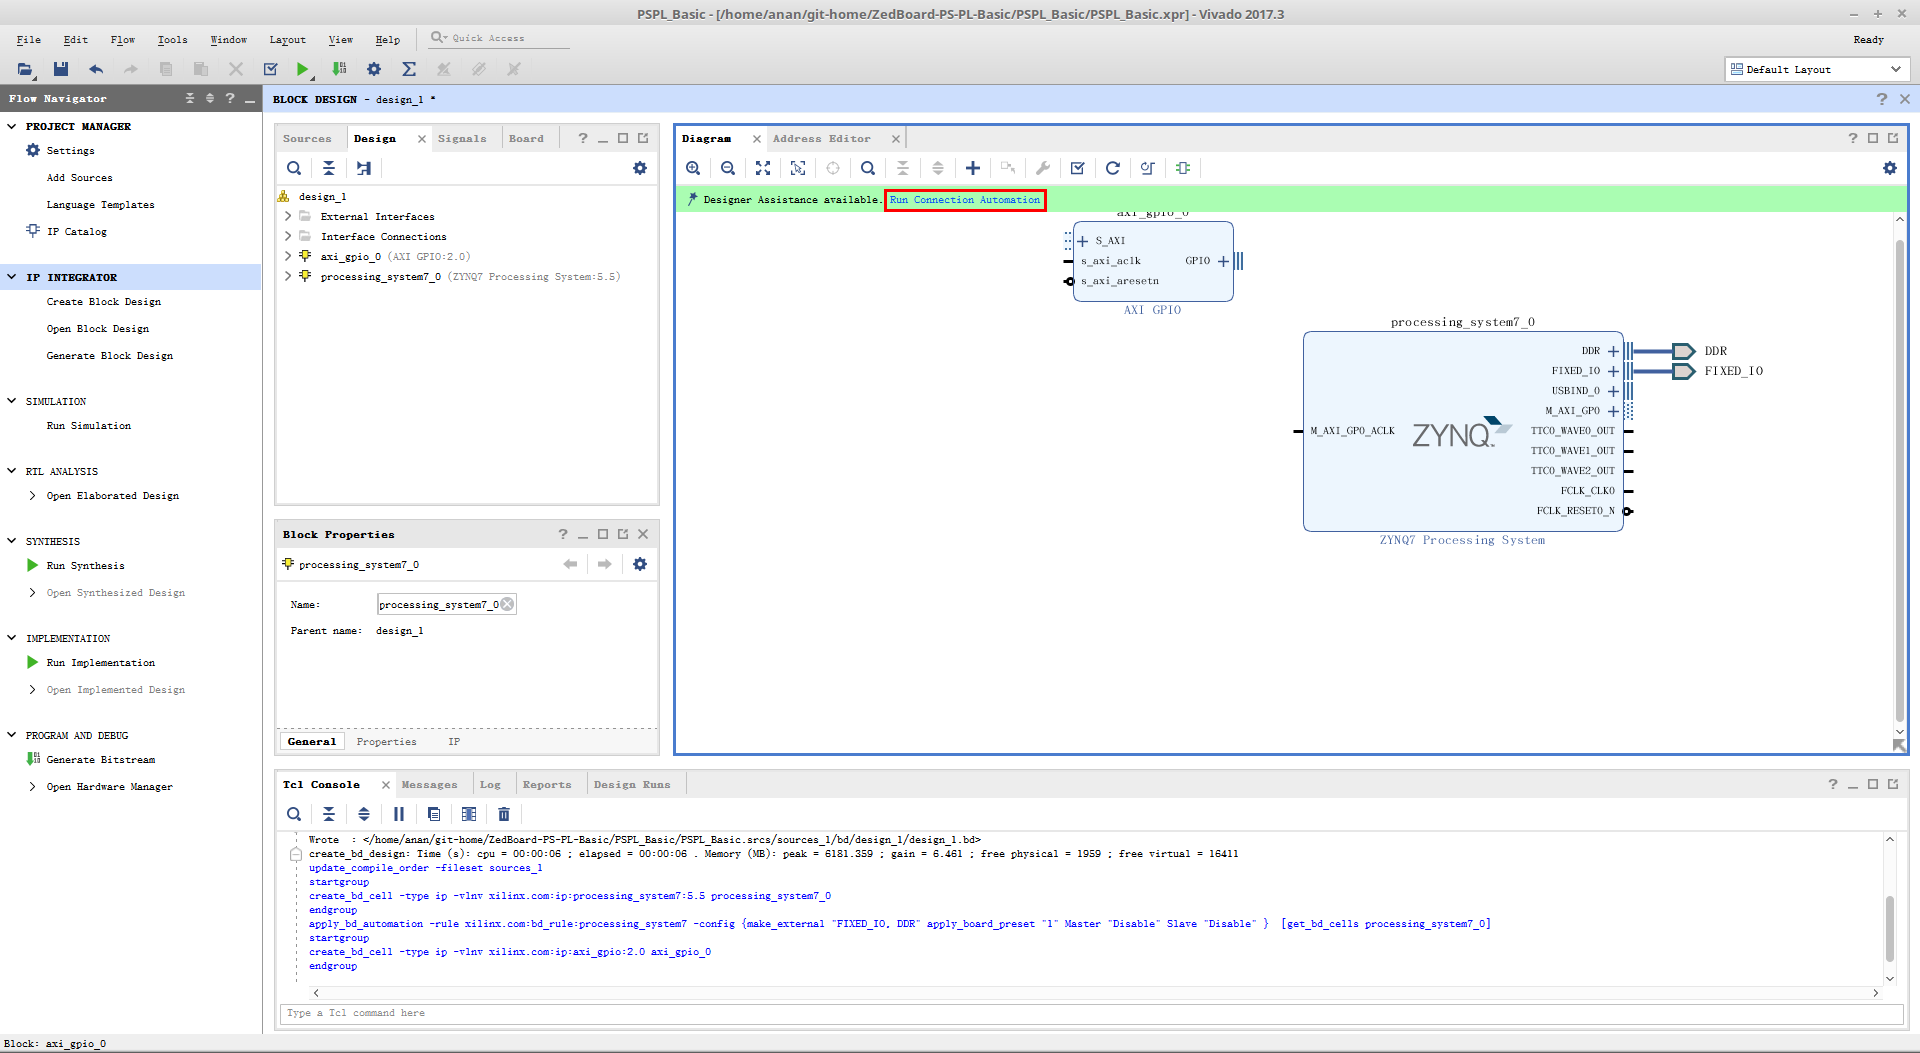 PSPL_Basic - [/home/anan/git-home/ZedBoard-PS-PL-Basic/PSPL_Basic/PSPL_Basic.xpr] - Vivado 2017.3
File Edit Flow Tools Window Layout View Help Quick Access
Ready
Default Layout
Flow Navigator
PROJECT MANAGER
Settings
Add Sources
Language Templates
IP Catalog
IP INTEGRATOR
Create Block Design
Open Block Design
Generate Block Design
SIMULATION
Run Simulation
RTL ANALYSIS
Open Elaborated Design
SYNTHESIS
Run Synthesis
Open Synthesized Design
IMPLEMENTATION
Run Implementation
Open Implemented Design
PROGRAM AND DEBUG
Generate Bitstream
Open Hardware Manager
BLOCK DESIGN - design_1 *
Sources Design Signals Board
design_1
External Interfaces
Interface Connections
axi_gpio_0 (AXI GPIO:2.0)
processing_system7_0 (ZYNQ7 Processing System:5.5)
Block Properties
processing_system7_0
Name: processing_system7_0
Parent name: design_1
General Properties IP
Diagram Address Editor
Designer Assistance available. Run Connection Automation
axi_gpio_0
S_AXI
s_axi_aclk GPIO
s_axi_aresetn
AXI GPIO
processing_system7_0
DDR DDR
FIXED_IO FIXED_IO
USBIND_0
M_AXI_GP0
M_AXI_GP0_ACLK ZYNQ TTC0_WAVE0_OUT
TTC0_WAVE1_OUT
TTC0_WAVE2_OUT
FCLK_CLK0
FCLK_RESET0_N
ZYNQ7 Processing System
Tcl Console Messages Log Reports Design Runs
Wrote : </home/anan/git-home/ZedBoard-PS-PL-Basic/PSPL_Basic/PSPL_Basic.srcs/sources_1/bd/design_1/design_1.bd>
create_bd_design: Time (s): cpu = 00:00:06 ; elapsed = 00:00:06 . Memory (MB): peak = 6181.359 ; gain = 6.461 ; free physical = 1959 ; free virtual = 16411
update_compile_order -fileset sources_1
startgroup
create_bd_cell -type ip -vlnv xilinx.com:ip:processing_system7:5.5 processing_system7_0
endgroup
apply_bd_automation -rule xilinx.com:bd_rule:processing_system7 -config {make_external "FIXED_IO, DDR" apply_board_preset "1" Master "Disable" Slave "Disable" } [get_bd_cells processing_system7_0]
startgroup
create_bd_cell -type ip -vlnv xilinx.com:ip:axi_gpio:2.0 axi_gpio_0
endgroup
Type a Tcl command here
Block: axi_gpio_0